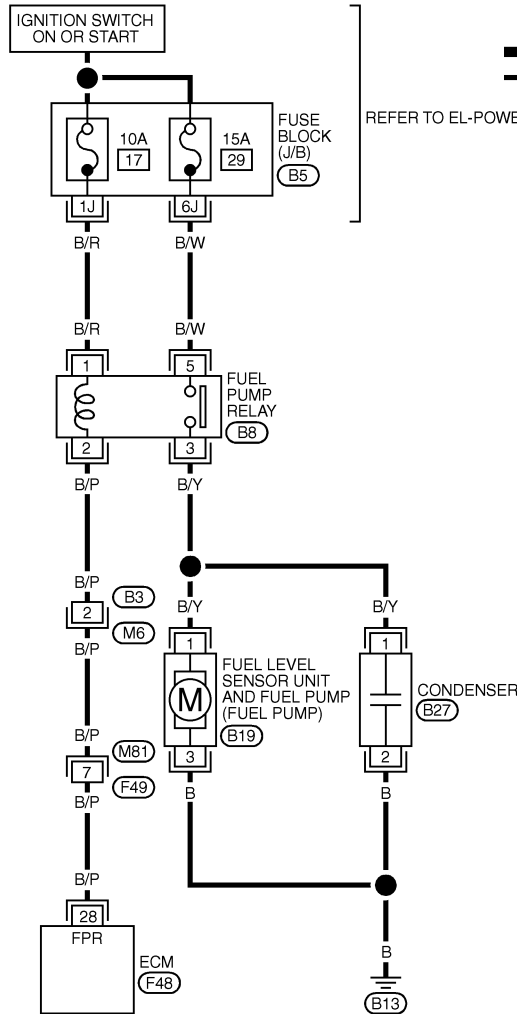 IGNITION SWITCH
ON OR START
REFER TO EL-POWE
10A
17
15A
29
FUSE
BLOCK
(J/B)
B5
1J
6J
B/R
B/W
B/R
B/W
1
5
FUEL
PUMP
RELAY
B8
2
3
B/P
B/Y
B/P
B3
2
M6
B/P
B/Y
B/Y
1
1
M
FUEL LEVEL
SENSOR UNIT
AND FUEL PUMP
(FUEL PUMP)
B19
CONDENSER
B27
B/P
M81
7
F49
B/P
3
2
B
B
B/P
28
FPR
ECM
F48
B
B13